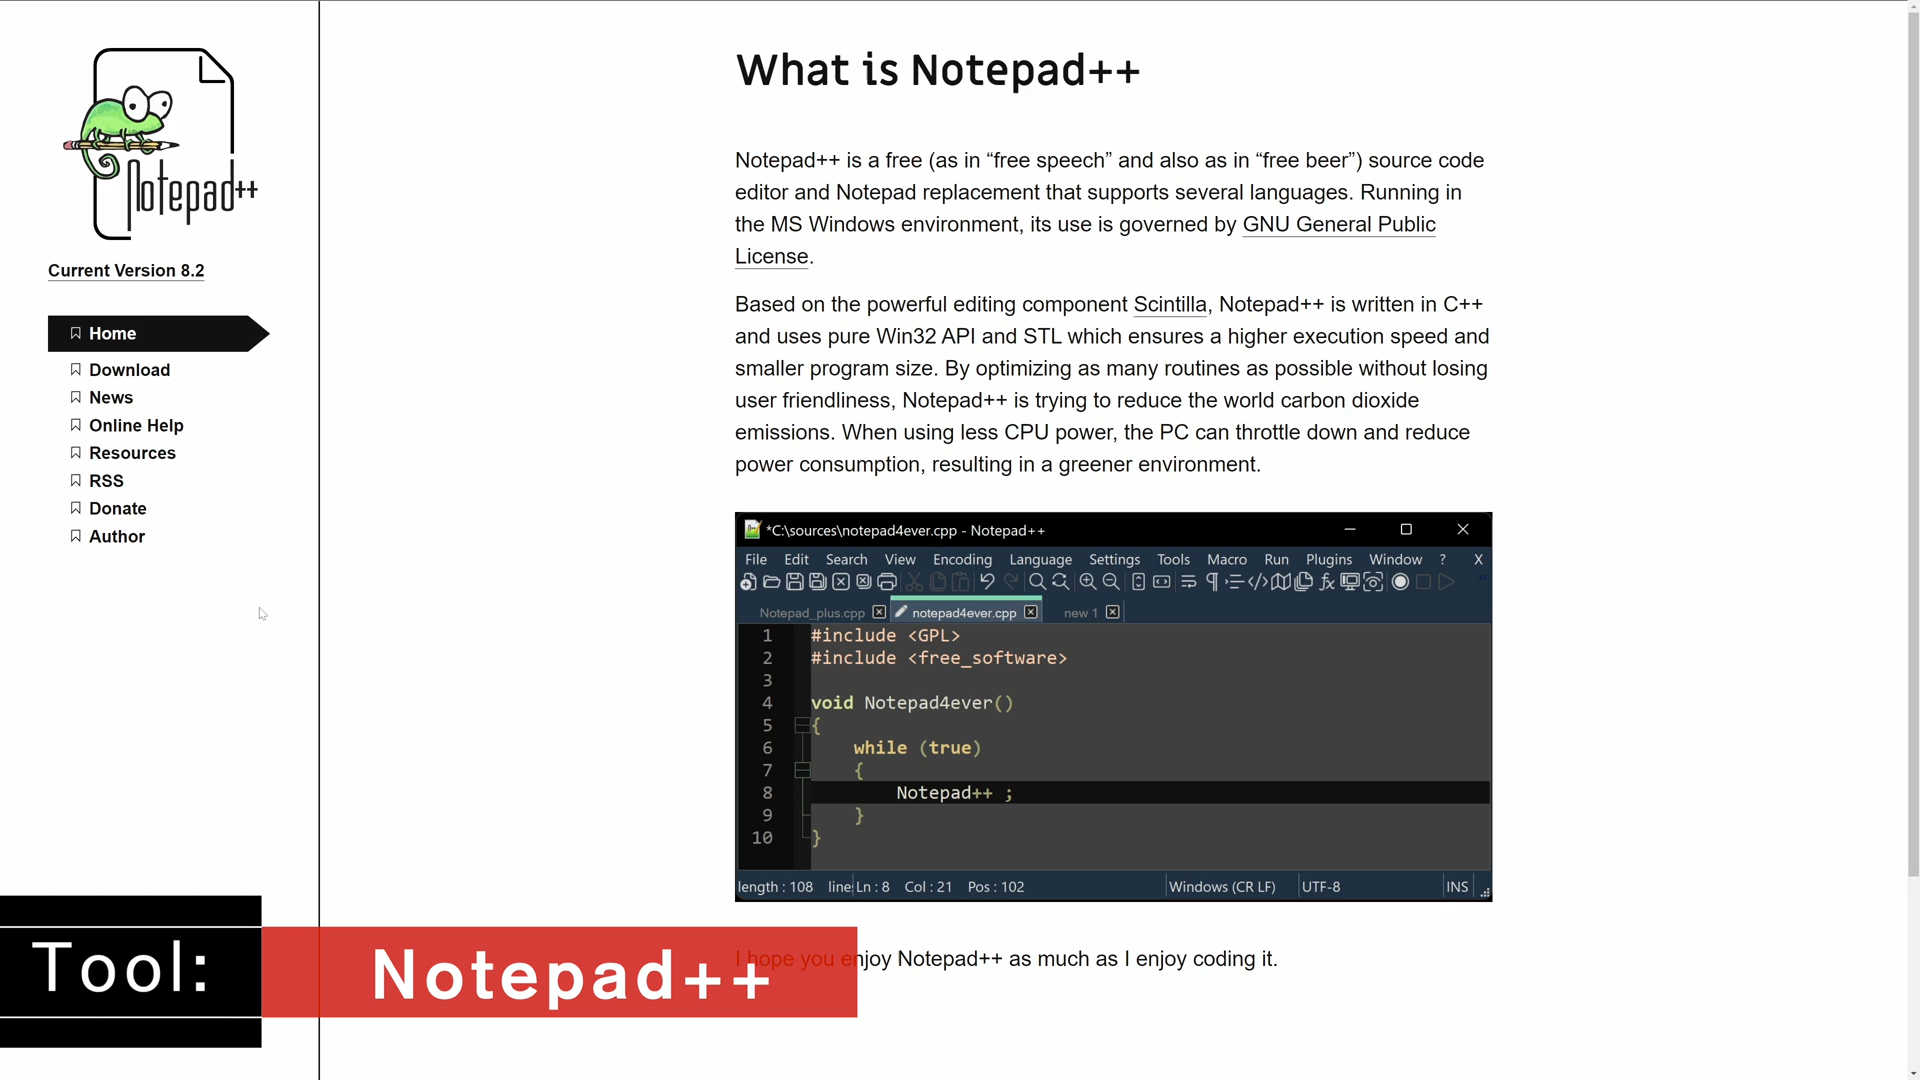 Notepad++
Current Version 8.2
Home
Download
News
Online Help
Resources
RSS
Donate
Author
What is Notepad++
Notepad++ is a free (as in “free speech” and also as in “free beer”) source code
editor and Notepad replacement that supports several languages. Running in
the MS Windows environment, its use is governed by GNU General Public
License.
Based on the powerful editing component Scintilla, Notepad++ is written in C++
and uses pure Win32 API and STL which ensures a higher execution speed and
smaller program size. By optimizing as many routines as possible without losing
user friendliness, Notepad++ is trying to reduce the world carbon dioxide
emissions. When using less CPU power, the PC can throttle down and reduce
power consumption, resulting in a greener environment.
*C:\sources\notepad4ever.cpp - Notepad++
File Edit Search View Encoding Language Settings Tools Macro Run Plugins Window ? X
Notepad_plus.cpp notepad4ever.cpp new 1
1 #include <GPL>
2 #include <free_software>
3
4 void Notepad4ever()
5 {
6 while (true)
7 {
8 Notepad++ ;
9 }
10 }
length : 108 line: Ln : 8 Col : 21 Pos : 102 Windows (CR LF) UTF-8 INS
I hope you enjoy Notepad++ as much as I enjoy coding it.
Tool: Notepad++